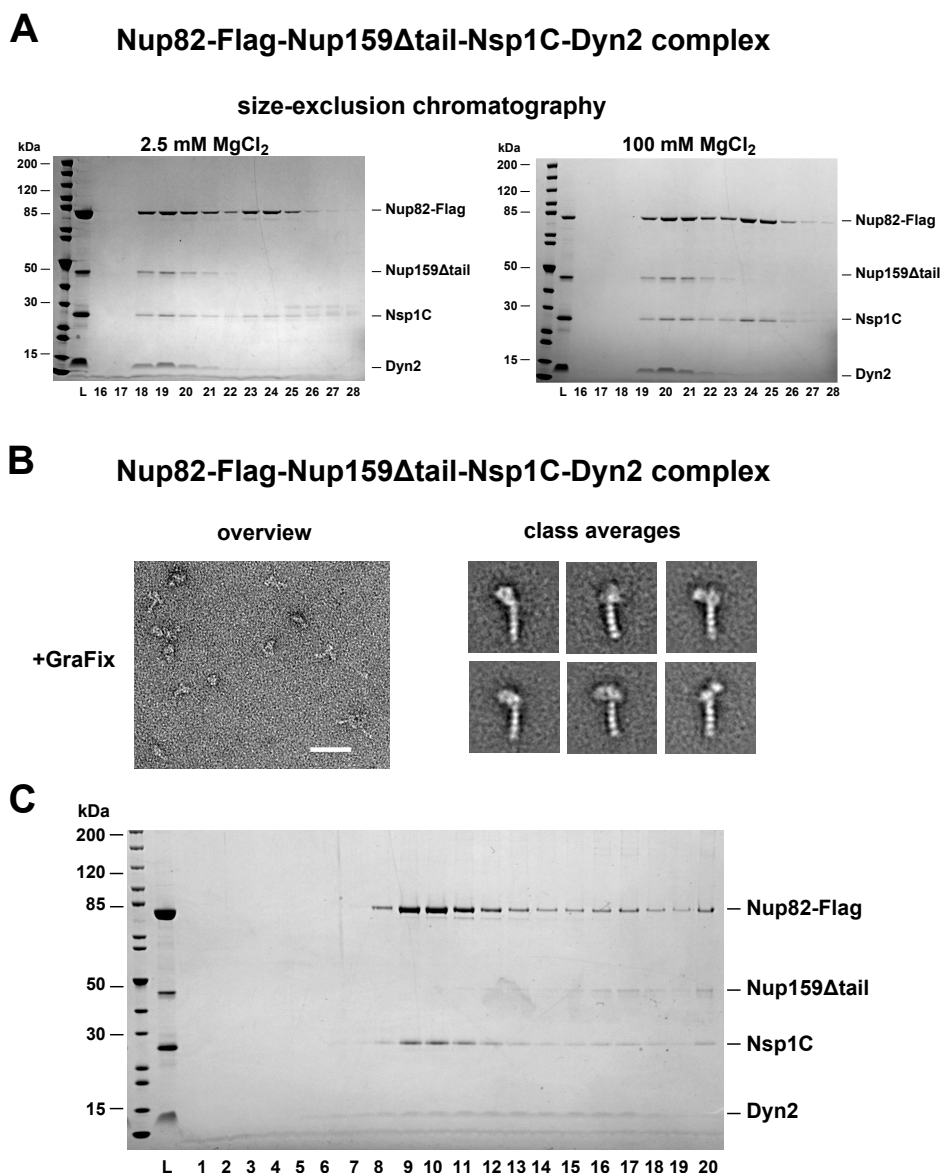 A
Nup82-Flag-Nup159Δtail-Nsp1C-Dyn2 complex
size-exclusion chromatography
kDa
2.5 mM MgCl2
200
120
85
50
30
15
Nup82-Flag
Nup159Δtail
Nsp1C
Dyn2
L 16 17 18 19 20 21 22 23 24 25 26 27 28
kDa
100 mM MgCl2
200
120
85
50
30
15
Nup82-Flag
Nup159Δtail
Nsp1C
Dyn2
L 16 17 18 19 20 21 22 23 24 25 26 27 28
B
Nup82-Flag-Nup159Δtail-Nsp1C-Dyn2 complex
overview
class averages
+GraFix
C
kDa
200
120
85
50
30
15
Nup82-Flag
Nup159Δtail
Nsp1C
Dyn2
L 1 2 3 4 5 6 7 8 9 10 11 12 13 14 15 16 17 18 19 20